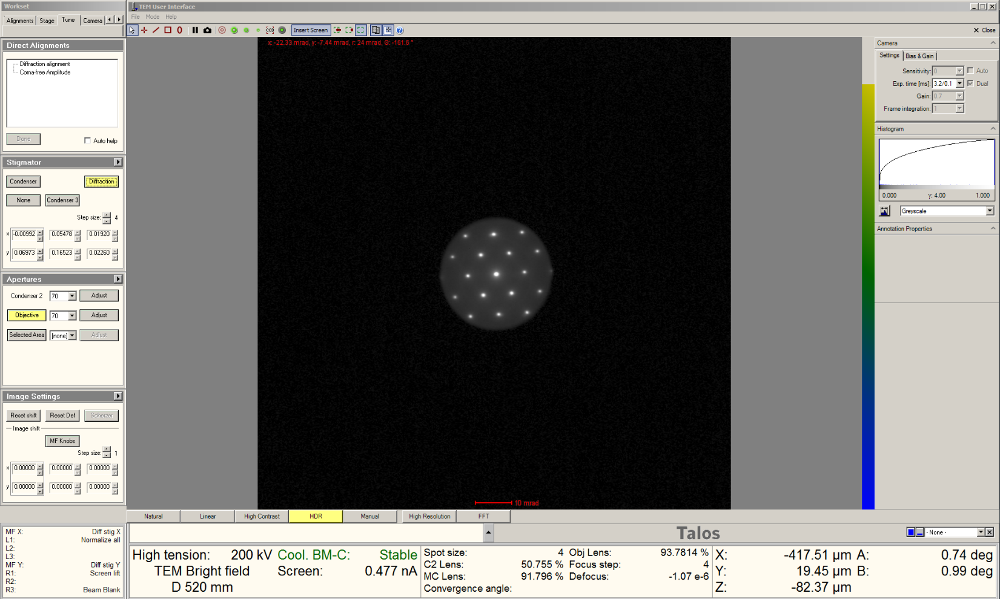 Workset
Alignments Stage Tune Camera
Direct Alignments
Diffraction alignment
Coma-free Amplitude
Done Auto help
Stigmator
Condenser Diffraction
None Condenser 3
Step size: 4
x -0.00992 0.05478 0.01920
y 0.06973 0.16523 0.02260
Apertures
Condenser 2 70 Adjust
Objective 70 Adjust
Selected Area [none] Adjust
Image Settings
Reset shift Reset Def Scherzer
Image shift
MF Knobs
Step size: 1
x 0.00000 0.00000 0.00000
y 0.00000 0.00000 0.00000
MF X: Diff stig X
L1: Normalize all
L2:
L3:
MF Y: Diff stig Y
R1: Screen lift
R2:
R3: Beam Blank
TEM User Interface
File Mode Help
CCD Insert Screen Close
x: -22.33 mrad, y: -7.44 mrad, r: 24 mrad, Θ: -161.6 °
10 mrad
Camera
Settings Bias & Gain
Sensitivity: 0 Auto
Exp. time [ms]: 3.2/0.1 Dual
Gain: 0.7
Frame integration: 1
Histogram
0.000 γ: 4.00 1.000
Greyscale
Annotation Properties
Natural Linear High Contrast HDR Manual High Resolution FFT
Talos
- None -
High tension: 200 kV Cool. BM-C: Stable
TEM Bright field Screen: 0.477 nA
D 520 mm
Spot size: 4 Obj Lens: 93.7814 %
C2 Lens: 50.755 % Focus step: 4
MC Lens: 91.796 % Defocus: -1.07 e-6
Convergence angle:
X: -417.51 µm A: 0.74 deg
Y: 19.45 µm B: 0.99 deg
Z: -82.37 µm